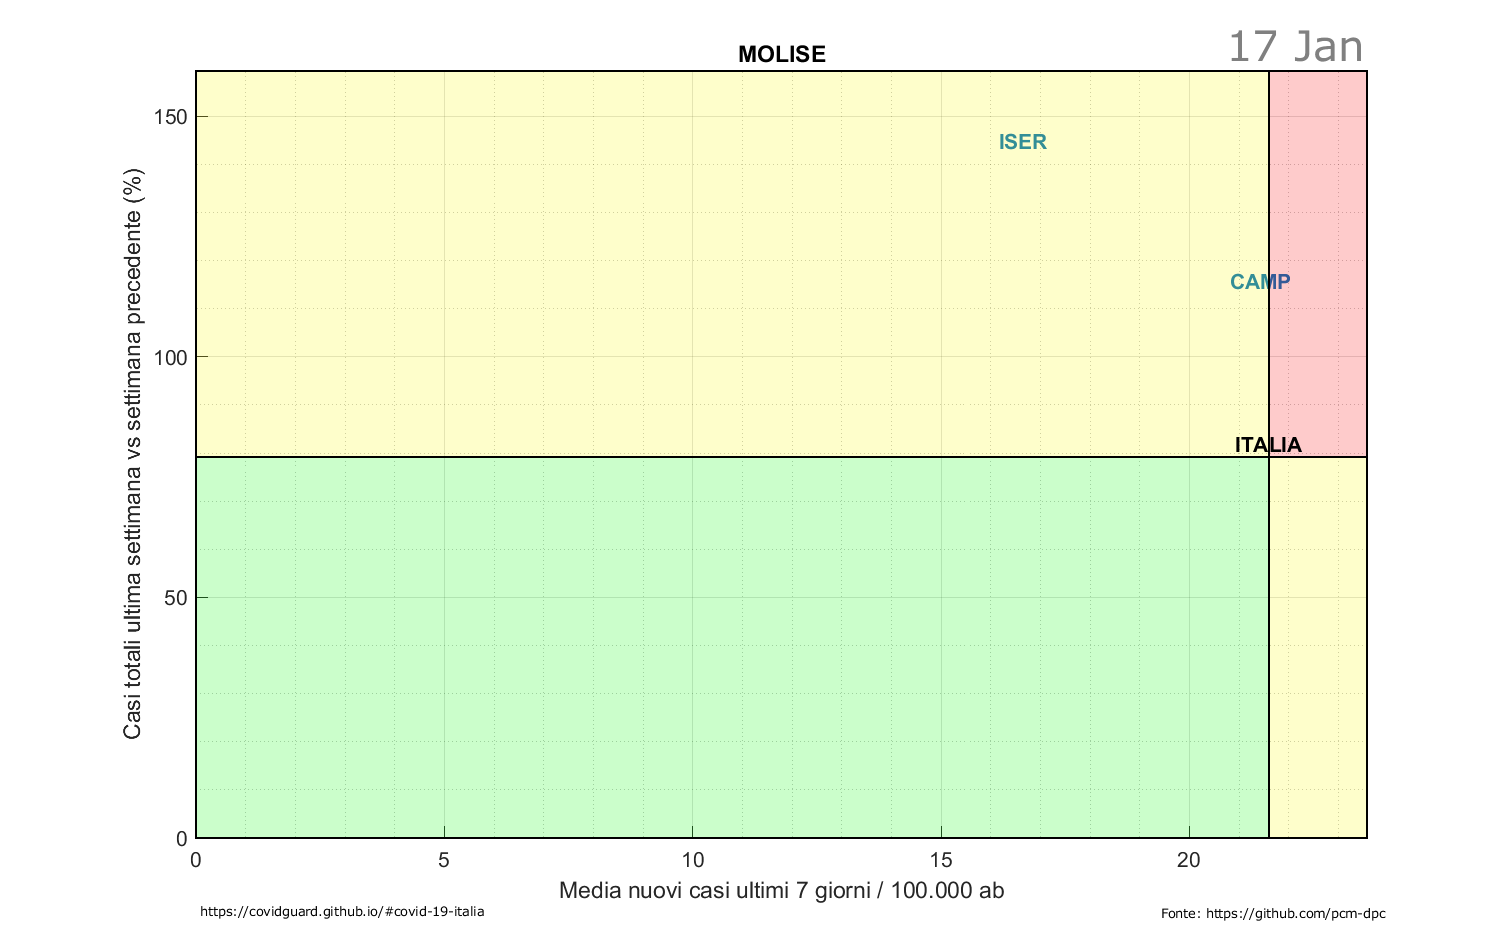 17 Jan
MOLISE
Casi totali ultima settimana vs settimana precedente (%)
150
100
50
0
ISER
CAMP
ITALIA
0 5 10 15 20
Media nuovi casi ultimi 7 giorni / 100.000 ab
https://covidguard.github.io/#covid-19-italia
Fonte: https://github.com/pcm-dpc